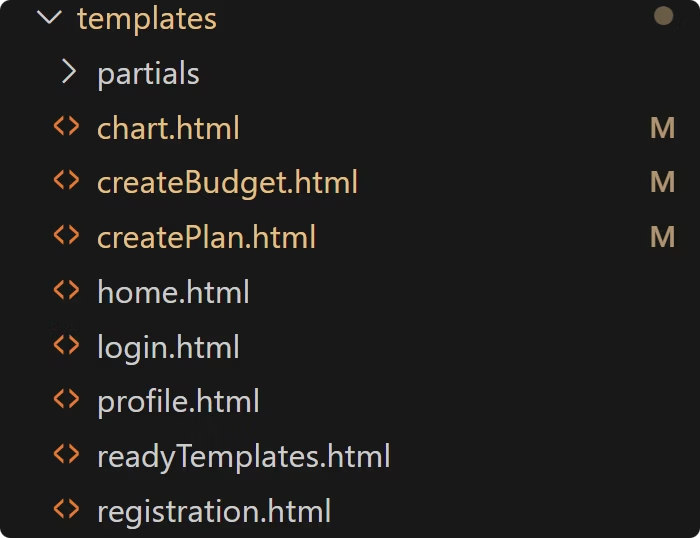 templates
partials
chart.html M
createBudget.html M
createPlan.html M
home.html
login.html
profile.html
readyTemplates.html
registration.html